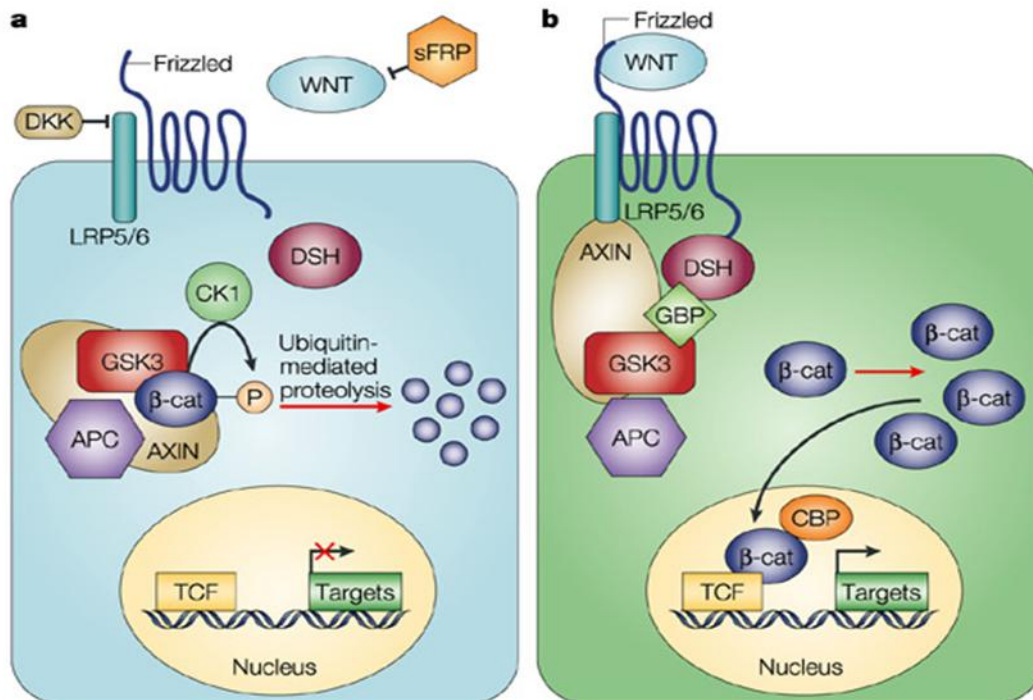 a
Frizzled
sFRP
WNT
DKK
LRP5/6
DSH
CK1
GSK3
β-cat
P
Ubiquitin-
mediated
proteolysis
APC
AXIN
TCF
Targets
Nucleus
b
Frizzled
WNT
LRP5/6
AXIN
DSH
GBP
GSK3
APC
β-cat
β-cat
β-cat
β-cat
CBP
β-cat
TCF
Targets
Nucleus